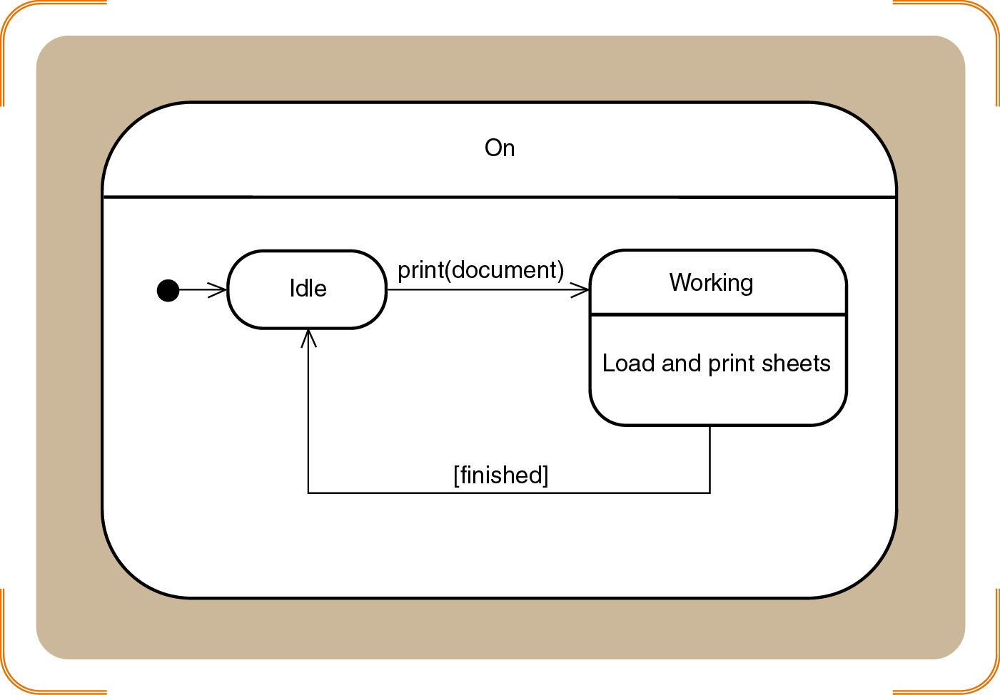 On
Idle
print(document)
Working
Load and print sheets
[finished]